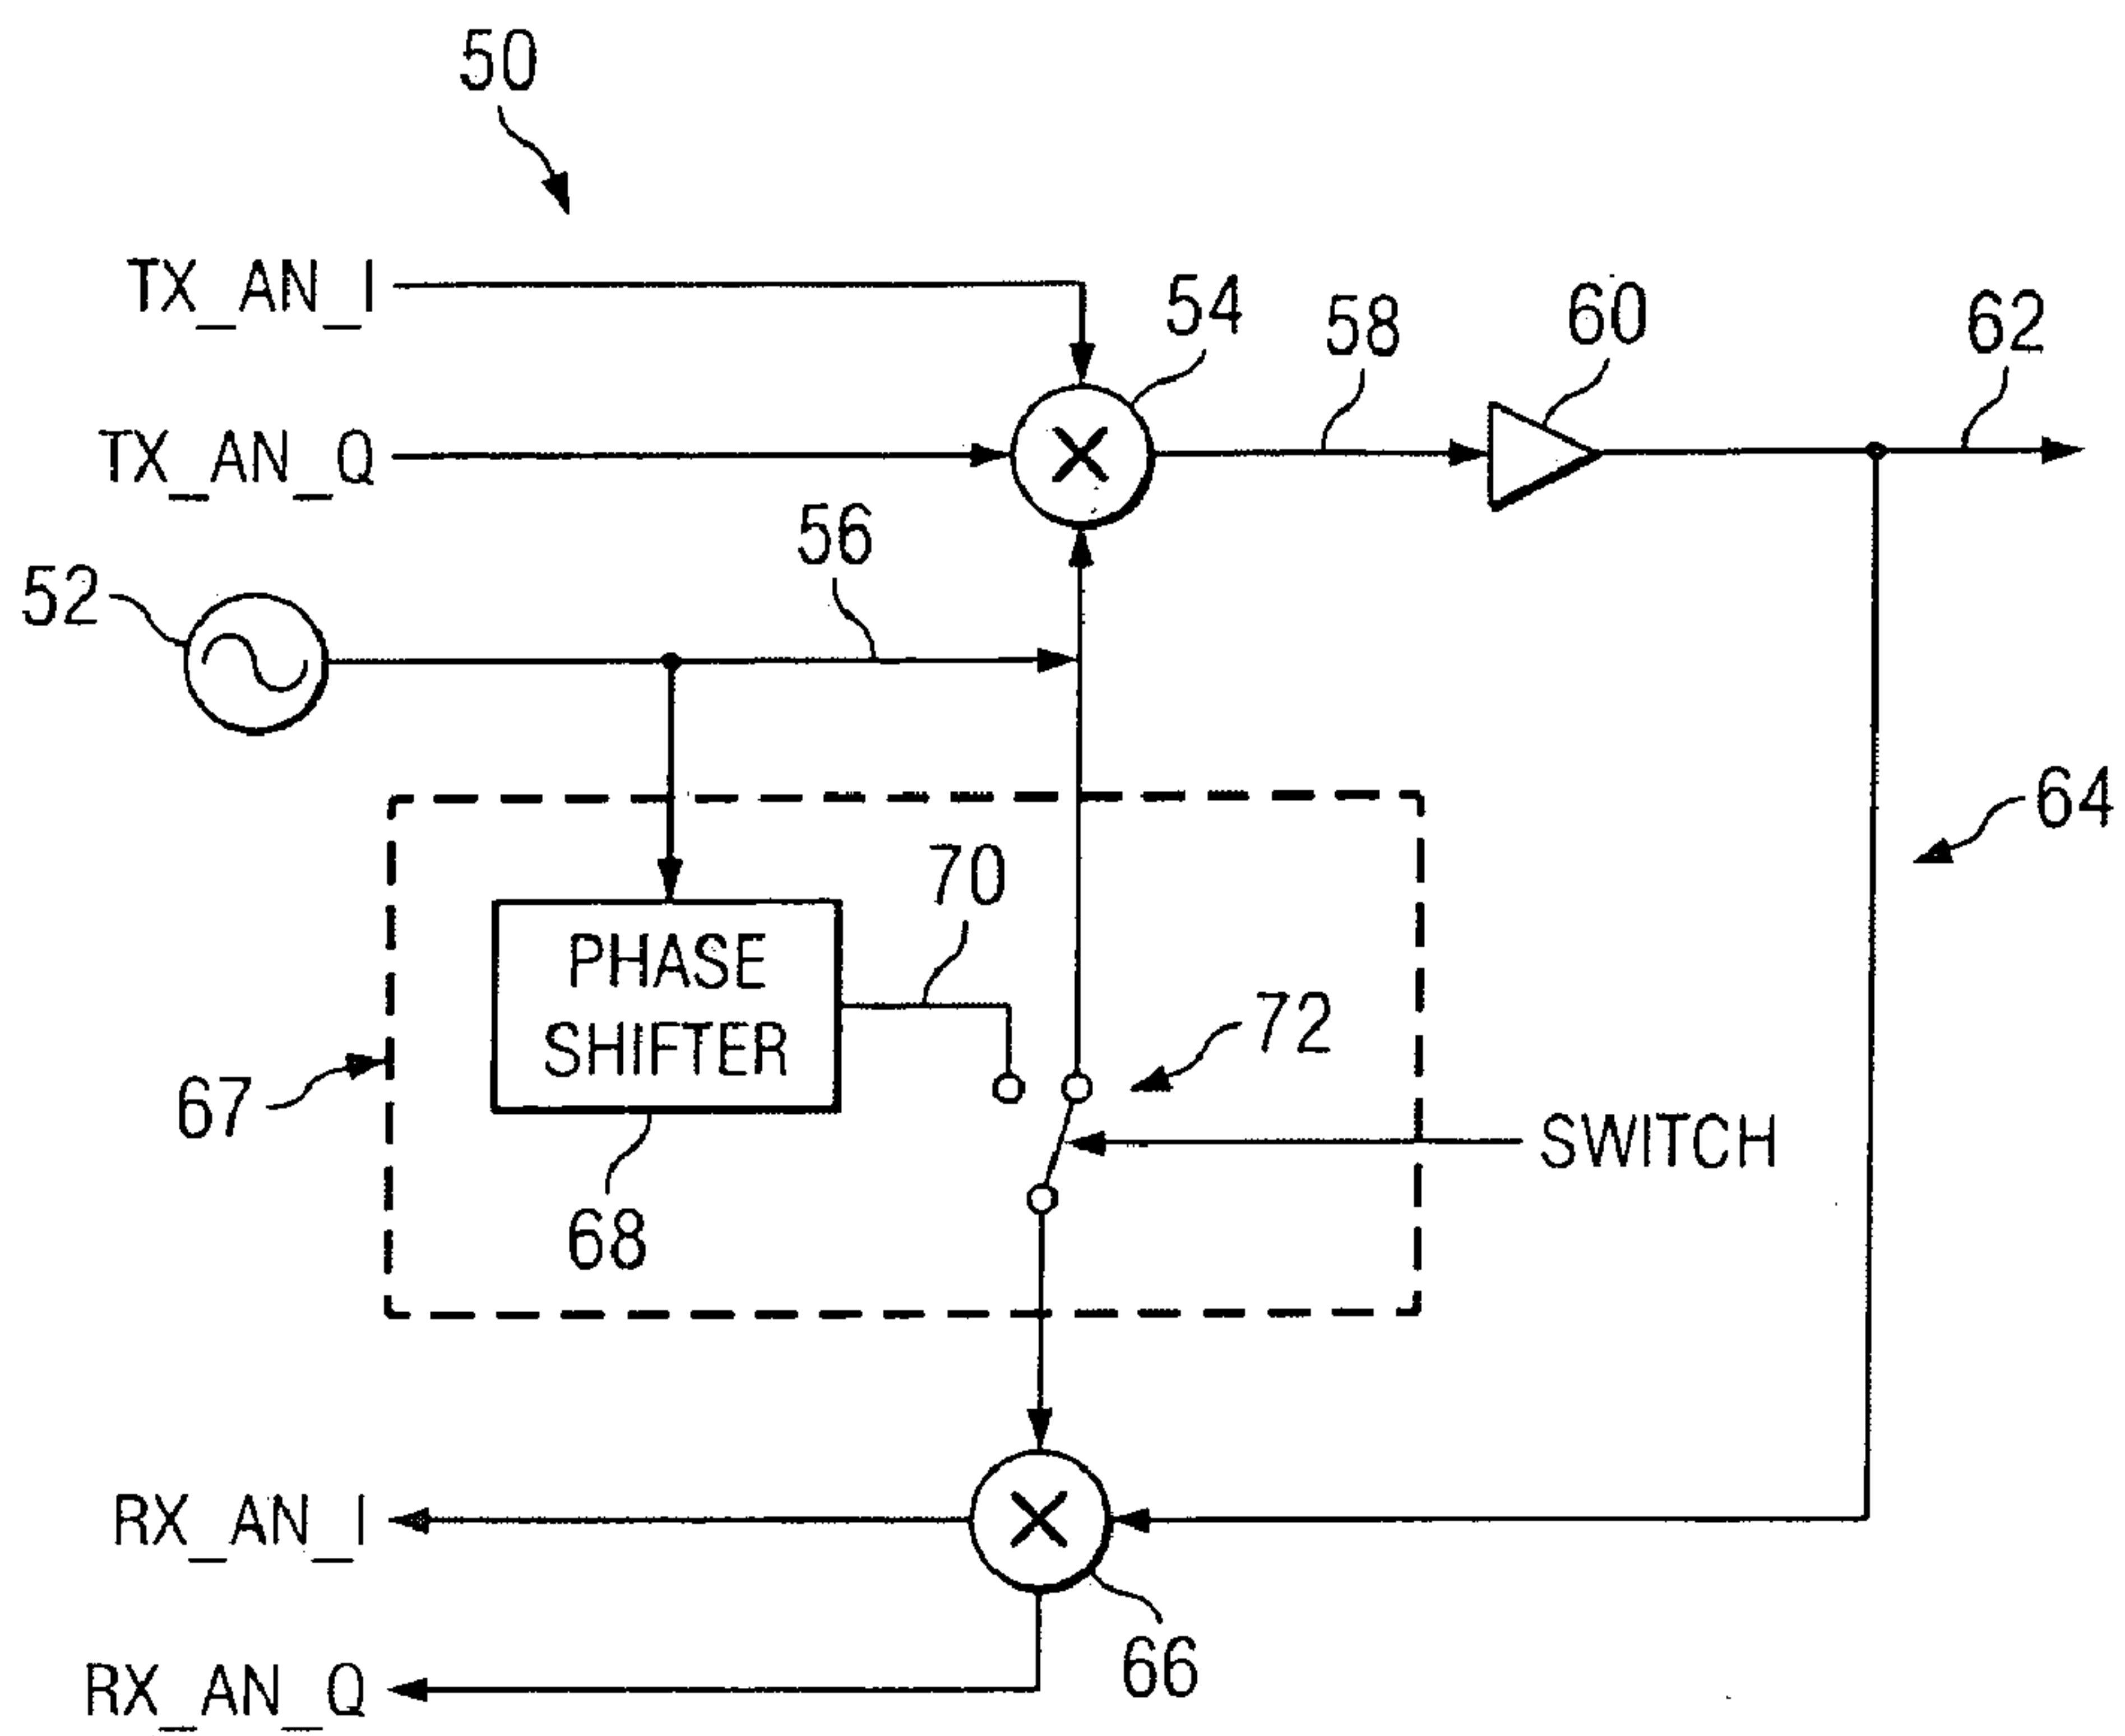 50
TX_AN_I
54
58
60
62
TX_AN_Q
56
52
64
70
PHASE
SHIFTER
72
67
SWITCH
68
RX_AN_I
66
RX_AN_Q